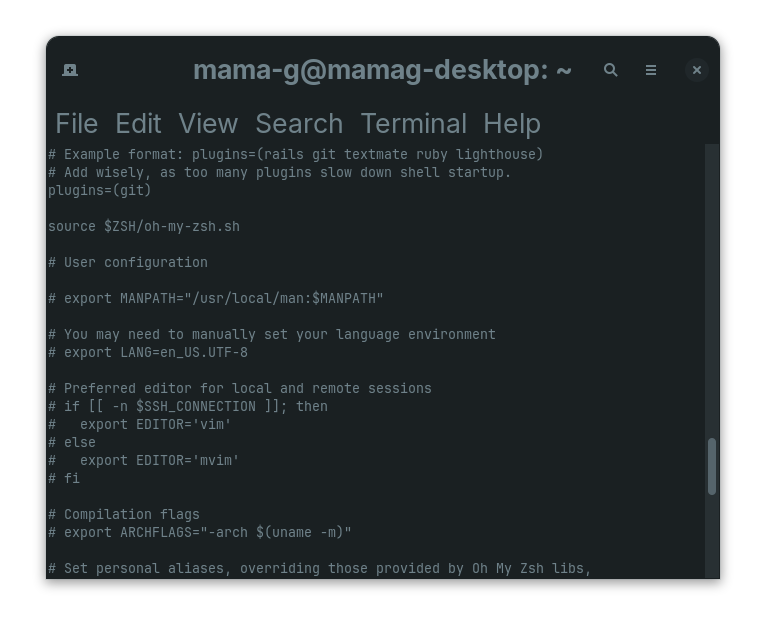 mama-g@mamag-desktop: ~
File Edit View Search Terminal Help
# Example format: plugins=(rails git textmate ruby lighthouse)
# Add wisely, as too many plugins slow down shell startup.
plugins=(git)
source $ZSH/oh-my-zsh.sh
# User configuration
# export MANPATH="/usr/local/man:$MANPATH"
# You may need to manually set your language environment
# export LANG=en_US.UTF-8
# Preferred editor for local and remote sessions
# if [[ -n $SSH_CONNECTION ]]; then
#   export EDITOR='vim'
# else
#   export EDITOR='mvim'
# fi
# Compilation flags
# export ARCHFLAGS="-arch $(uname -m)"
# Set personal aliases, overriding those provided by Oh My Zsh libs,